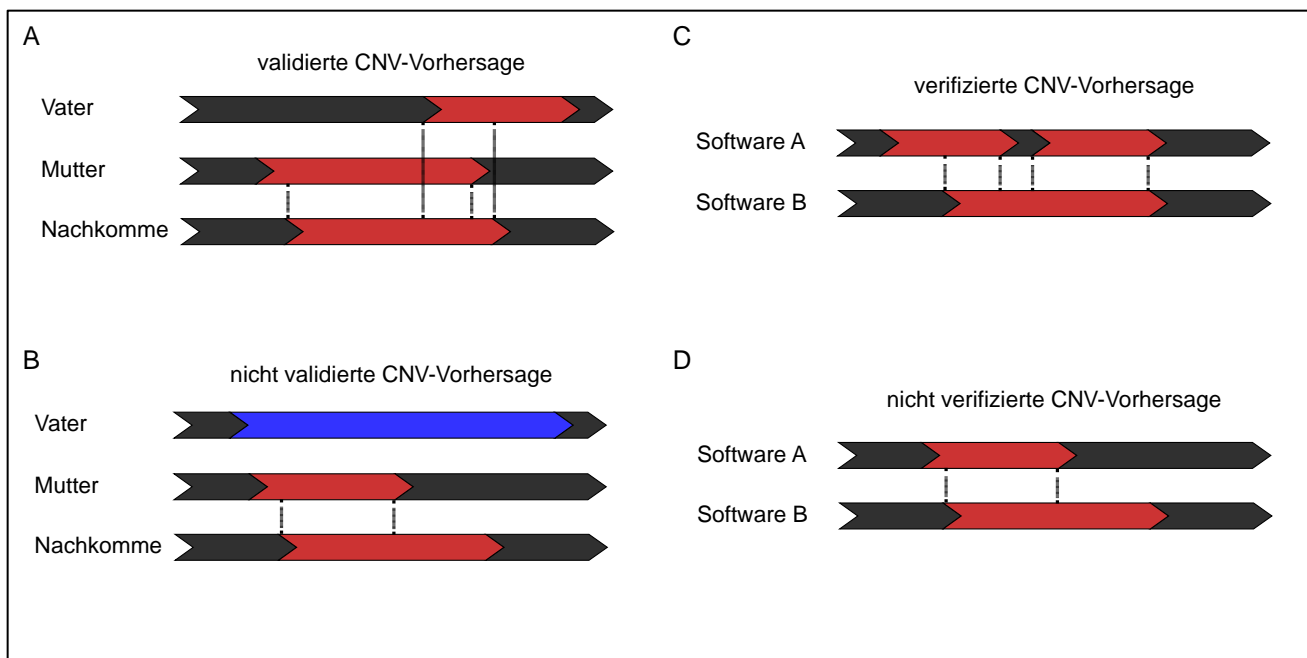 A
validierte CNV-Vorhersage
Vater
Mutter
Nachkomme
B
nicht validierte CNV-Vorhersage
Vater
Mutter
Nachkomme
C
verifizierte CNV-Vorhersage
Software A
Software B
D
nicht verifizierte CNV-Vorhersage
Software A
Software B